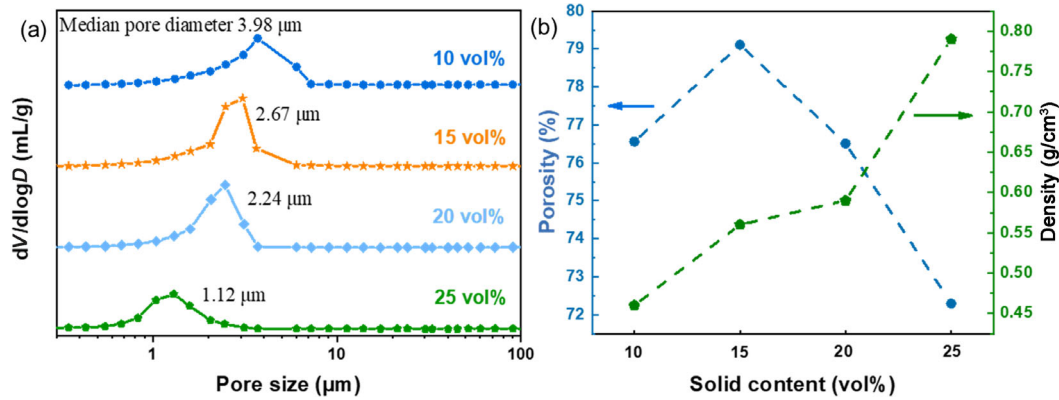 (a)
Median pore diameter 3.98 μm
10 vol%
2.67 μm
15 vol%
2.24 μm
20 vol%
1.12 μm
25 vol%
dV/dlogD (mL/g)
1 10 100
Pore size (μm)
(b)
80
79
78
77
76
75
74
73
72
Porosity (%)
0.80
0.75
0.70
0.65
0.60
0.55
0.50
0.45
Density (g/cm³)
10 15 20 25
Solid content (vol%)